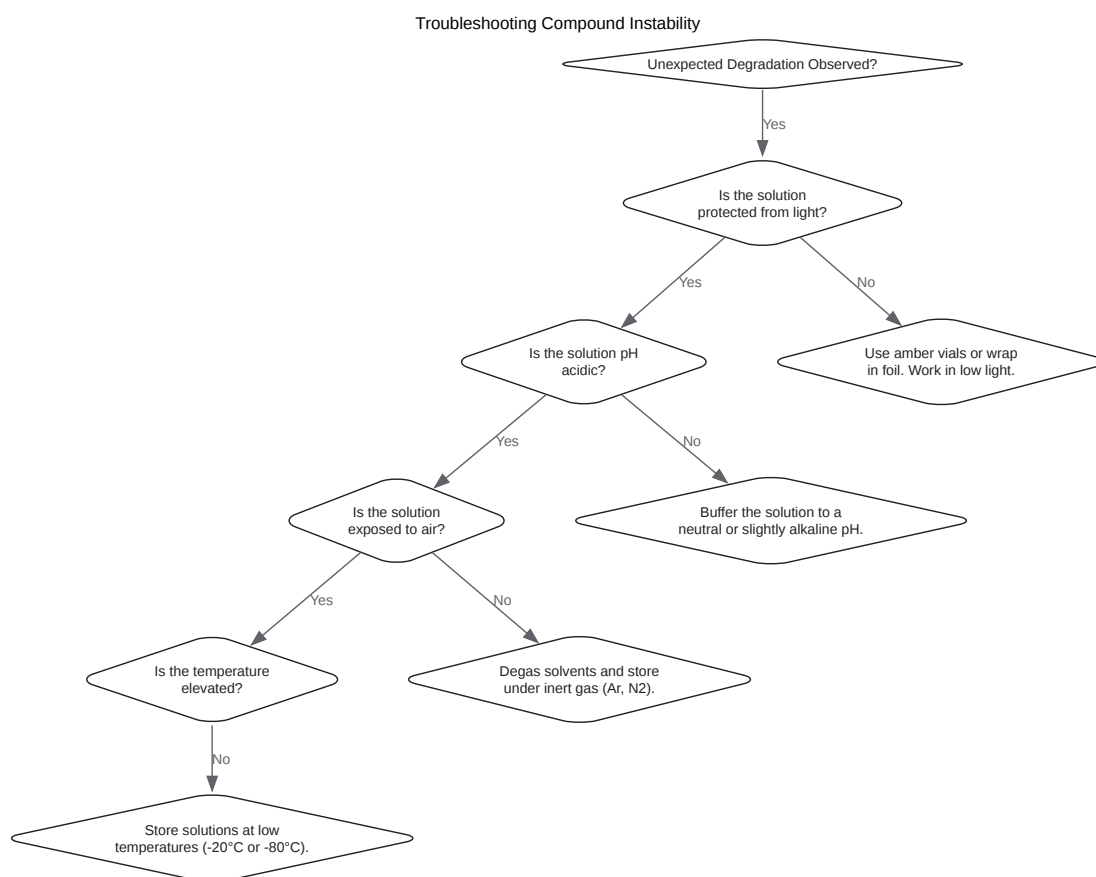 Troubleshooting Compound Instability
Unexpected Degradation Observed?
Yes
Is the solution
protected from light?
Yes
No
Is the solution pH
acidic?
Use amber vials or wrap
in foil. Work in low light.
Yes
No
Is the solution
exposed to air?
Buffer the solution to a
neutral or slightly alkaline pH.
Yes
No
Is the temperature
elevated?
Degas solvents and store
under inert gas (Ar, N2).
No
Store solutions at low
temperatures (-20°C or -80°C).